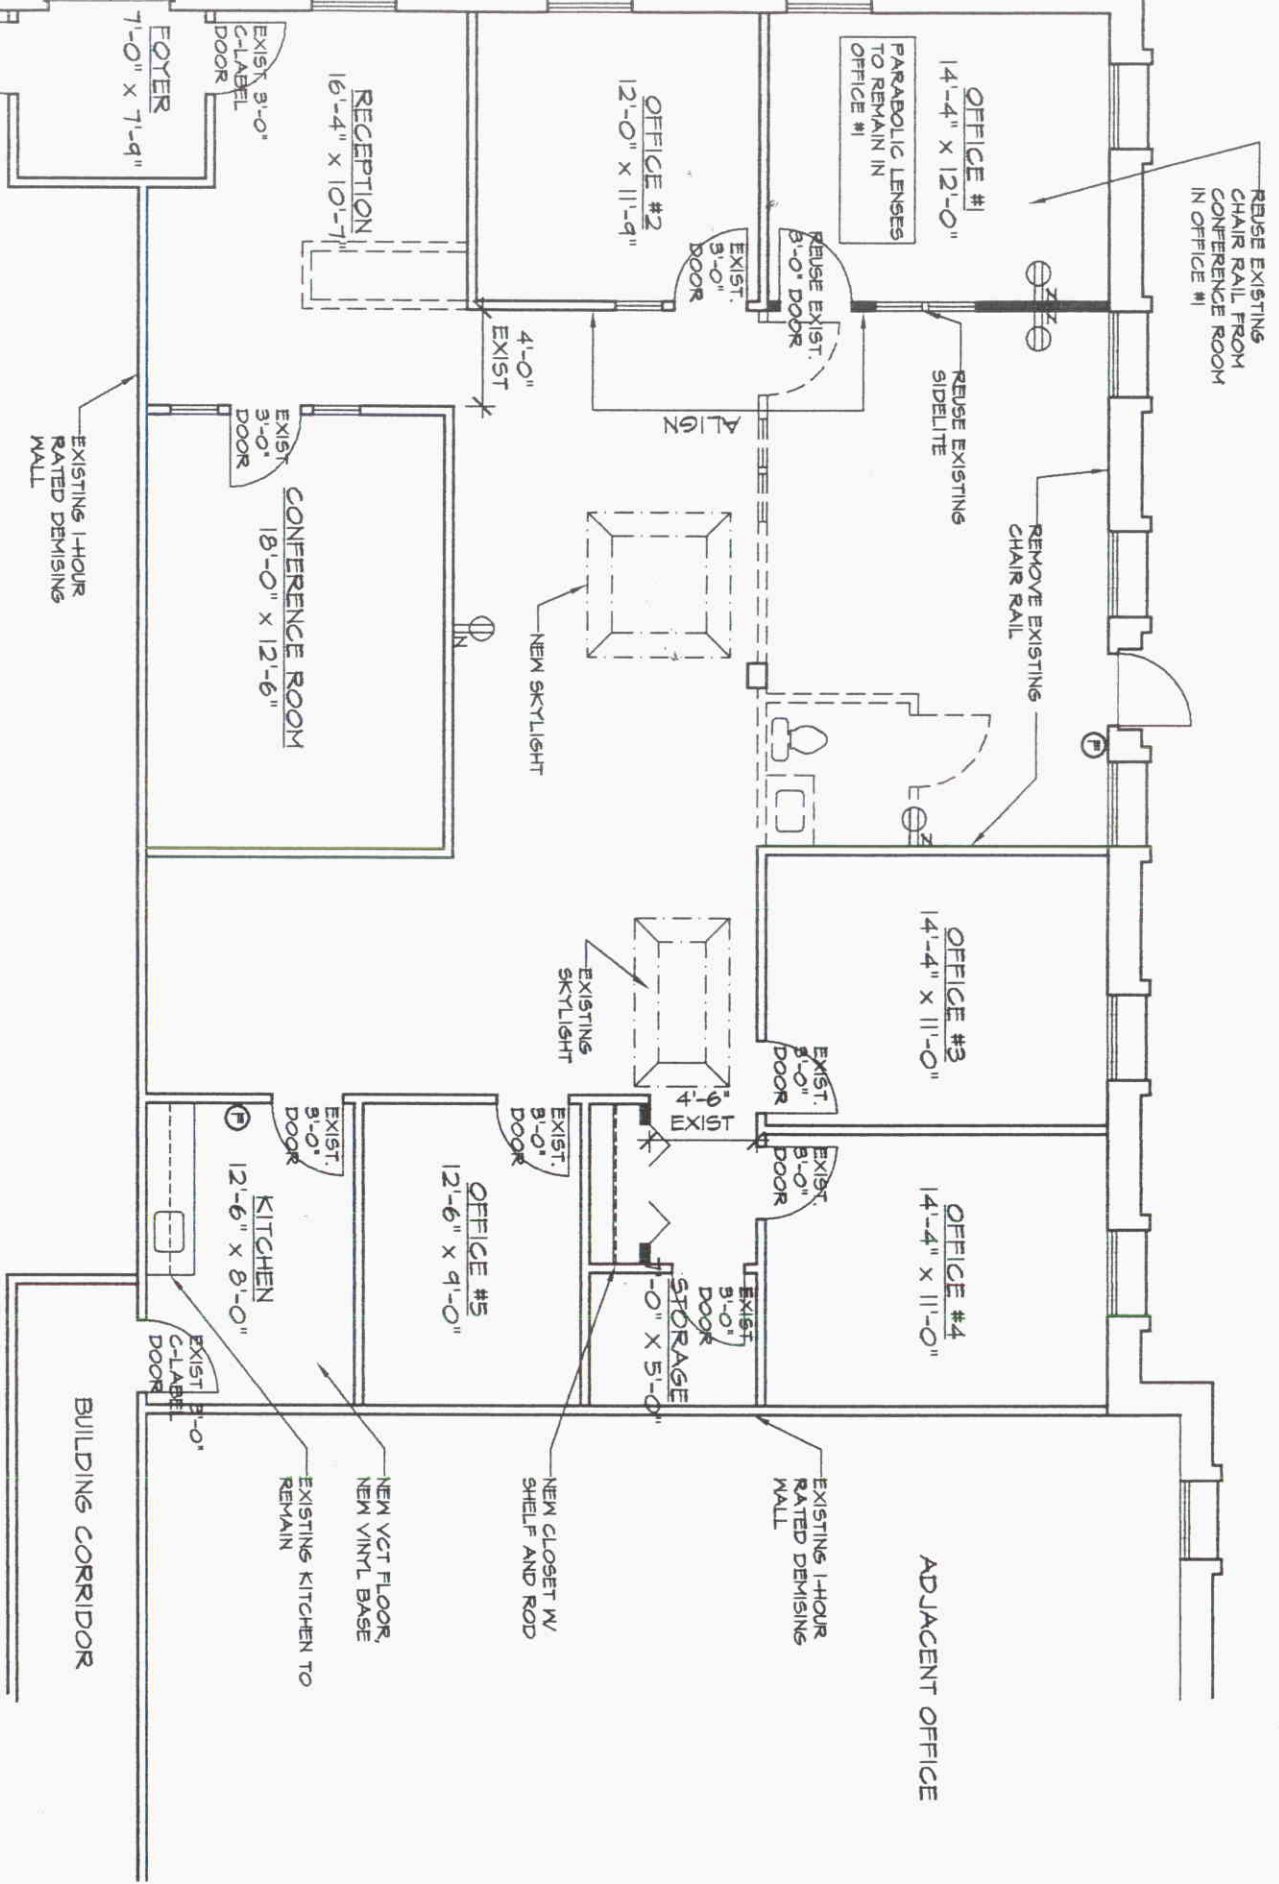 REUSE EXISTING
CHAIR RAIL FROM
CONFERENCE ROOM
IN OFFICE #1
OFFICE #1
14'-4" X 12'-0"
PARABOLIC LENSES
TO REMAIN IN
OFFICE #1
REUSE EXIST.
3'-0" DOOR
REUSE EXISTING
SIDELITE
REMOVE EXISTING
CHAIR RAIL
OFFICE #2
12'-0" X 11'-9"
EXIST.
3'-0"
DOOR
ALIGN
4'-0"
EXIST
RECEPTION
16'-4" X 10'-7"
EXIST 3'-0"
C-LABEL
DOOR
FOYER
7'-0" X 7'-9"
EXISTING 1-HOUR
RATED DEMISING
WALL
EXIST
3'-0"
DOOR
CONFERENCE ROOM
18'-0" X 12'-6"
N
NEW SKYLIGHT
N
N
N
F
OFFICE #3
14'-4" X 11'-0"
EXIST.
3'-0"
DOOR
OFFICE #4
14'-4" X 11'-0"
EXIST.
3'-0"
DOOR
EXISTING
SKYLIGHT
4'-6"
EXIST
STORAGE
-0" X 5'-0"
EXIST
3'-0"
DOOR
OFFICE #5
12'-6" X 9'-0"
EXIST.
3'-0"
DOOR
KITCHEN
12'-6" X 8'-0"
EXIST.
3'-0"
DOOR
F
EXIST 3'-0"
C-LABEL
DOOR
EXISTING 1-HOUR
RATED DEMISING
WALL
NEW CLOSET W/
SHELF AND ROD
NEW VCT FLOOR,
NEW VINYL BASE
EXISTING KITCHEN TO
REMAIN
ADJACENT OFFICE
BUILDING CORRIDOR